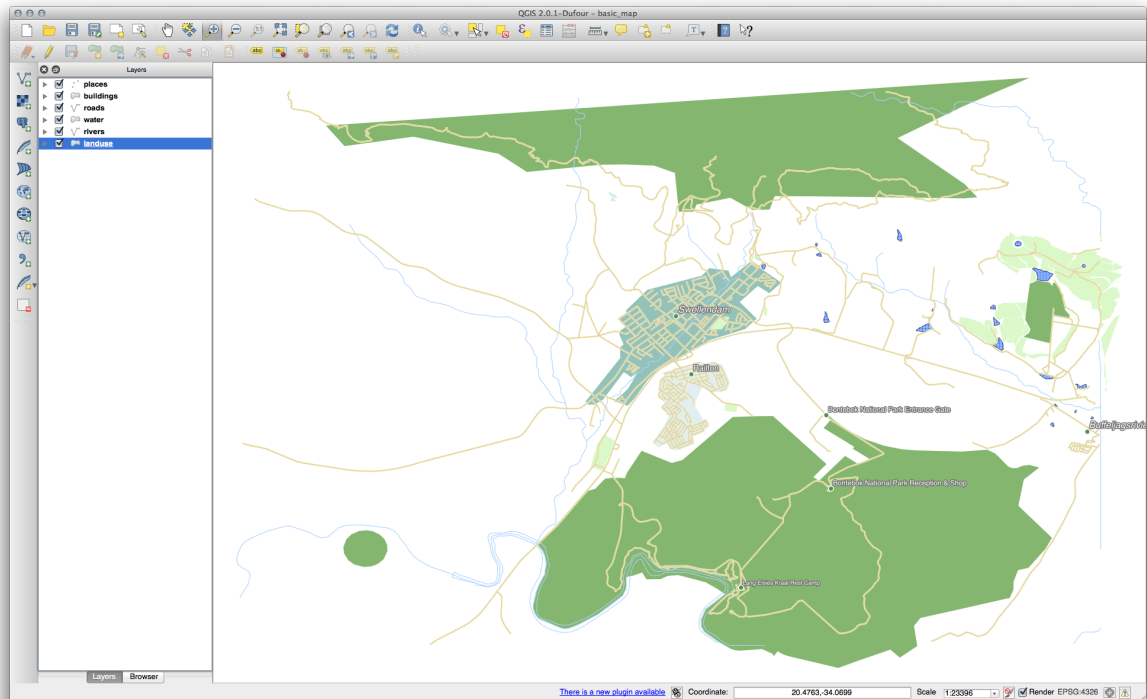 QGIS 2.0.1-Dufour - basic_map
Layers
places
buildings
roads
water
rivers
landuse
Swellendam
Railton
Bontebok National Park Entrance Gate
Bontebok National Park Reception & Shop
Lang Elsies Kraal Rest Camp
Layers Browser
There is a new plugin available Coordinate: 20.4763,-34.0699 Scale 1:23396 Render EPSG:4326